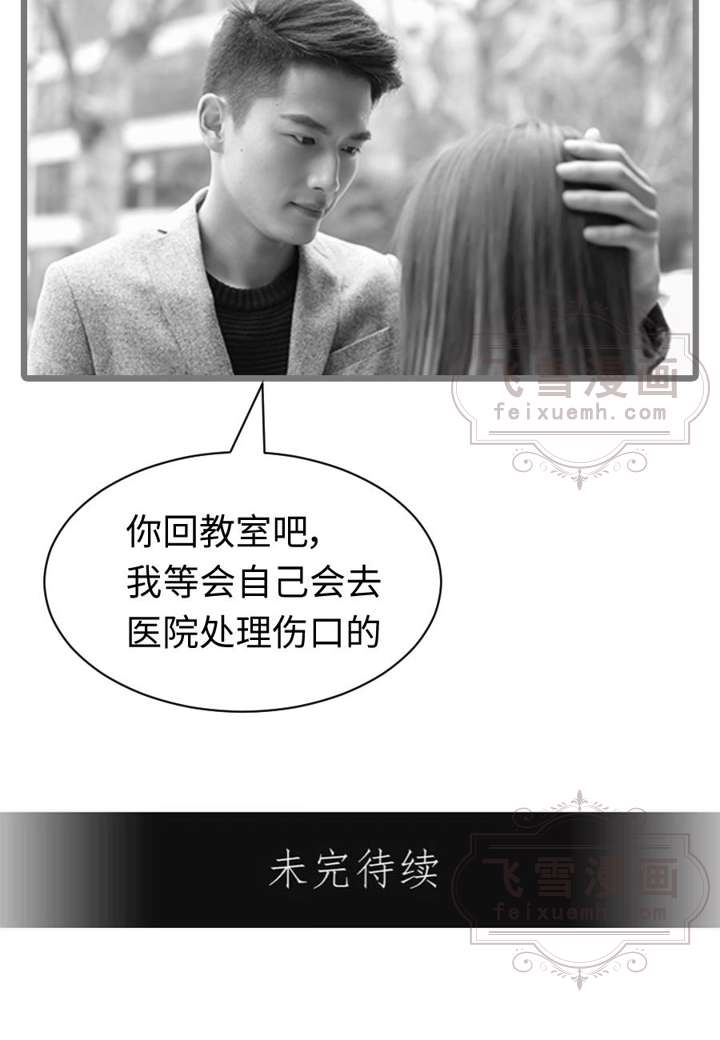 飞雪漫画
feixuemh.com
你回教室吧,
我等会自己会去
医院处理伤口的
未完待续
飞雪漫画
feixuemh.com